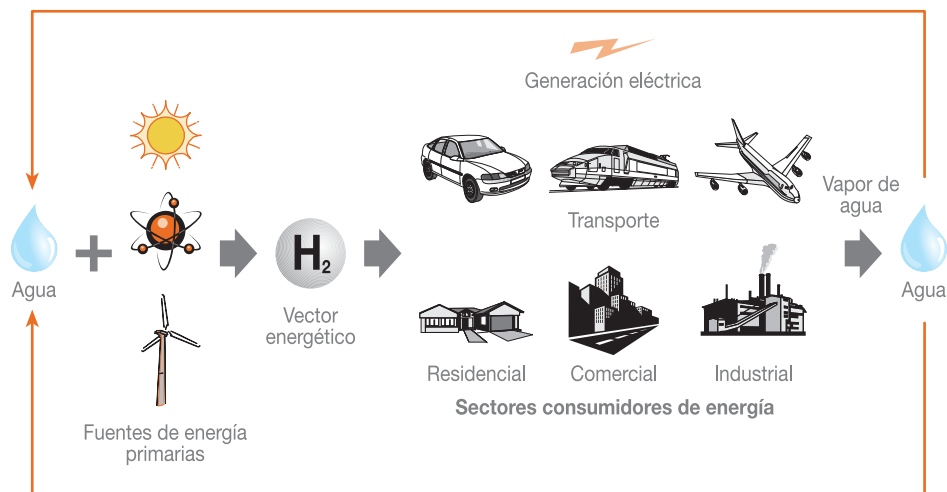 Generación eléctrica
Agua
Fuentes de energía
primarias
H2
Vector
energético
Transporte
Residencial
Comercial
Industrial
Sectores consumidores de energía
Vapor de
agua
Agua